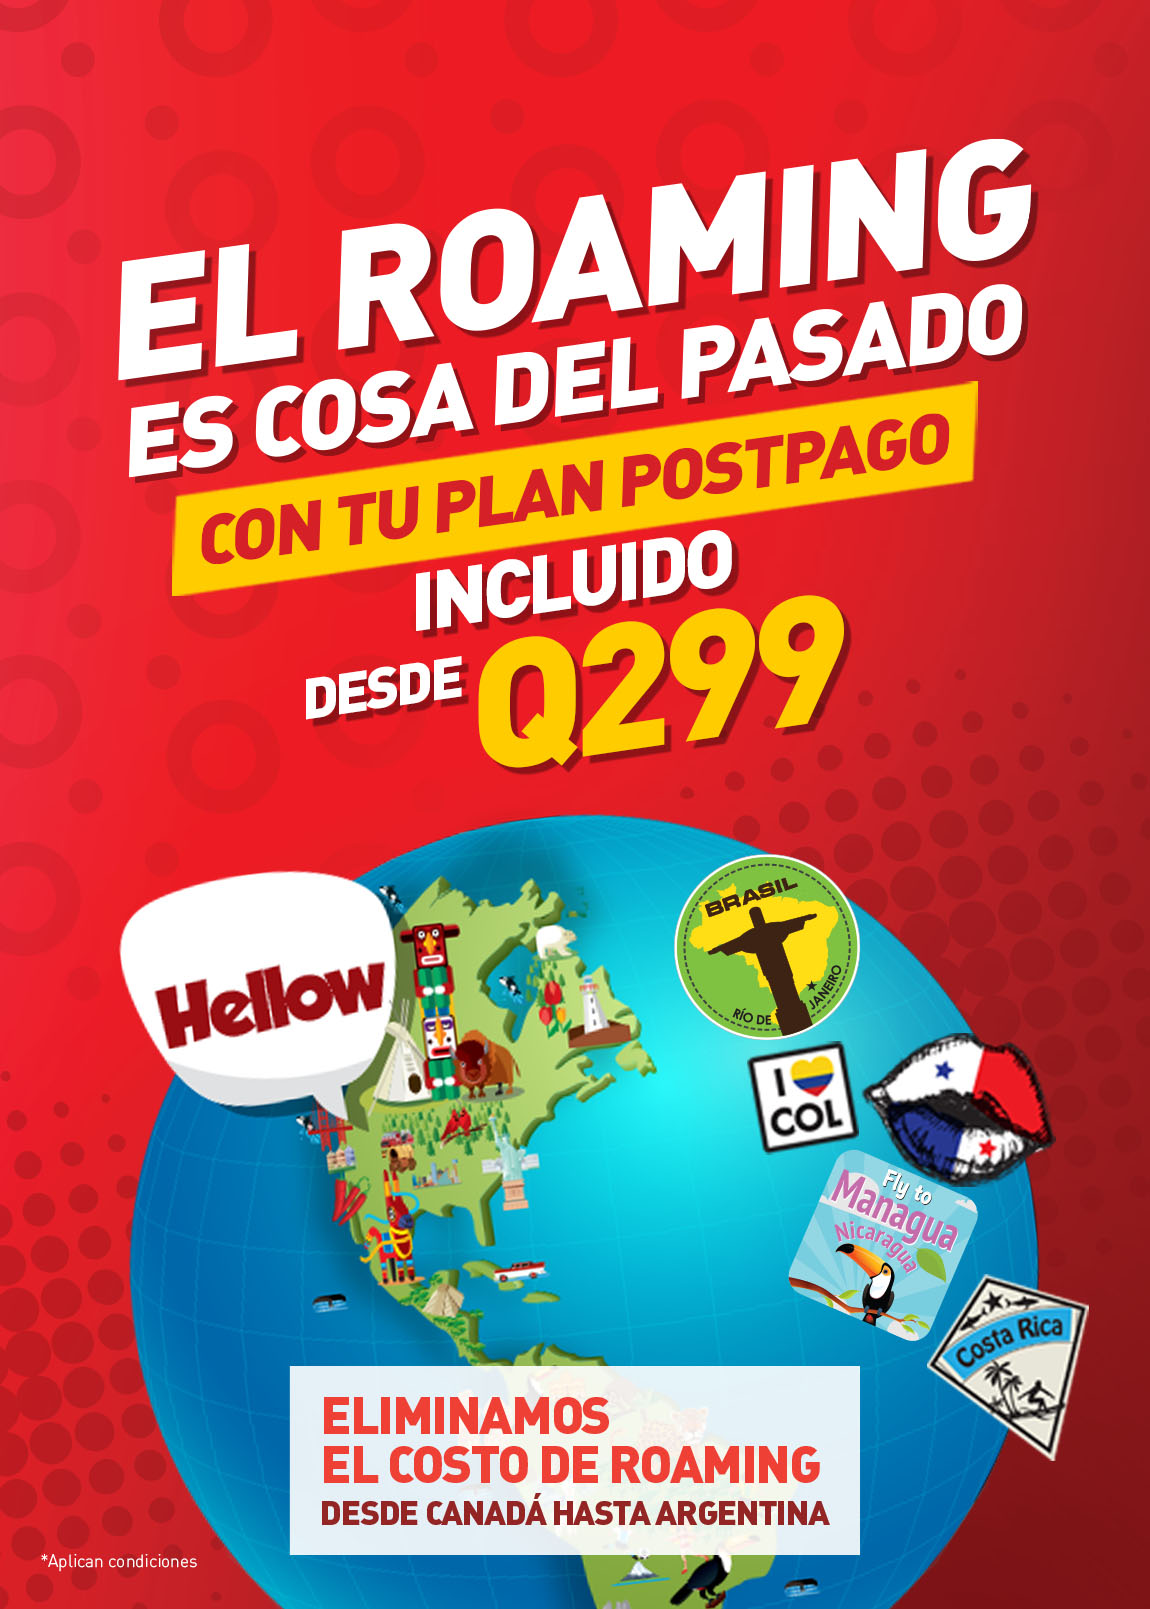 EL ROAMING
ES COSA DEL PASADO
CON TU PLAN POSTPAGO
INCLUIDO
DESDE Q299
Hellow
BRASIL
RÍO DE JANEIRO
I
COL
Fly to
Managua
Nicaragua
Costa Rica
ELIMINAMOS
EL COSTO DE ROAMING
DESDE CANADÁ HASTA ARGENTINA
*Aplican condiciones